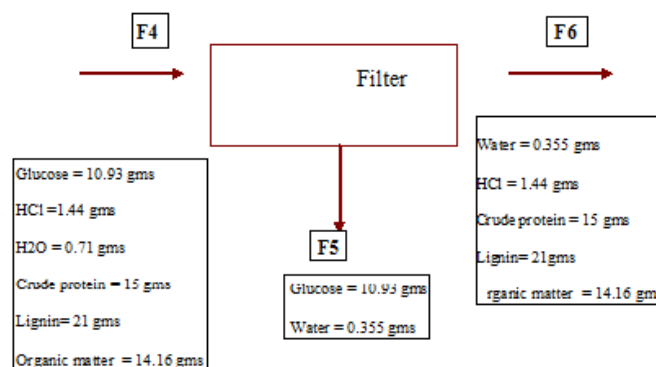 F4
F6
Filter
Glucose = 10.93 gms
HCl =1.44 gms
H2O = 0.71 gms
Crude protein = 15 gms
Lignin= 21 gms
Organic matter = 14.16 gms
F5
Glucose = 10.93 gms
Water = 0.355 gms
Water = 0.355 gms
HCl = 1.44 gms
Crude protein = 15 gms
Lignin= 21gms
rganic matter = 14.16 gm